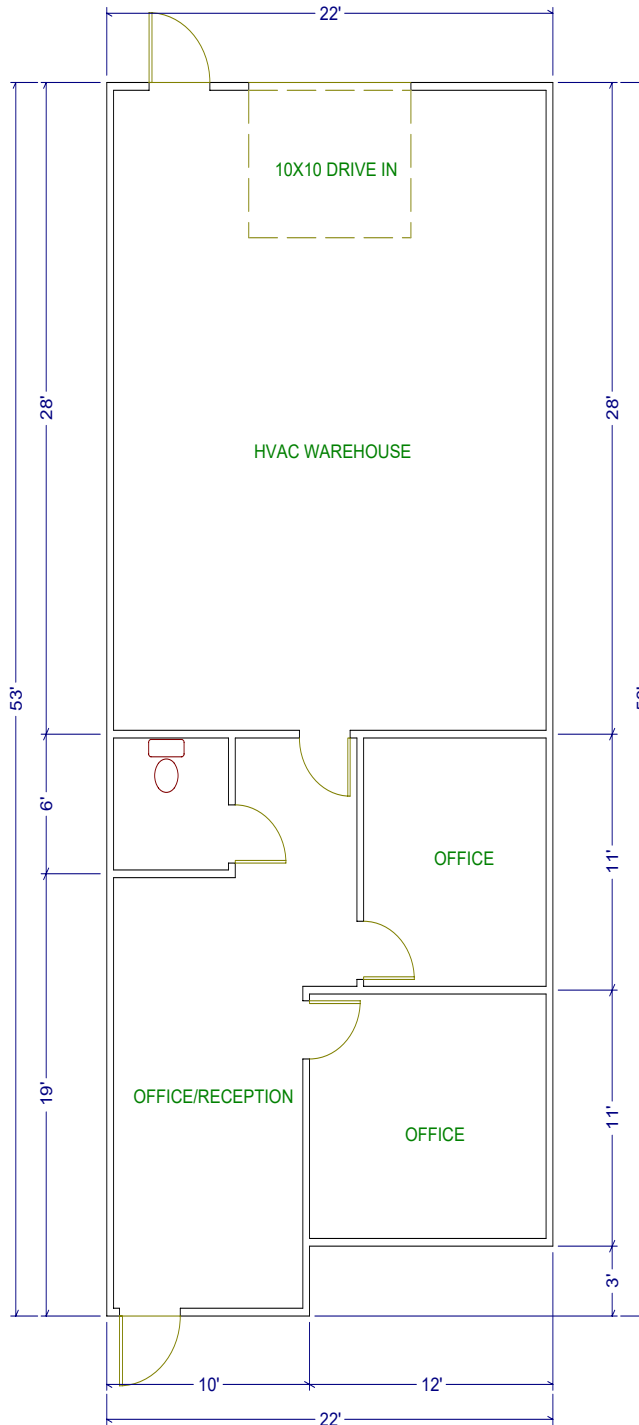 22'
10X10 DRIVE IN
28'
28'
HVAC WAREHOUSE
53'
6'
OFFICE
11'
19'
OFFICE/RECEPTION
OFFICE
11'
3'
10'
12'
22'